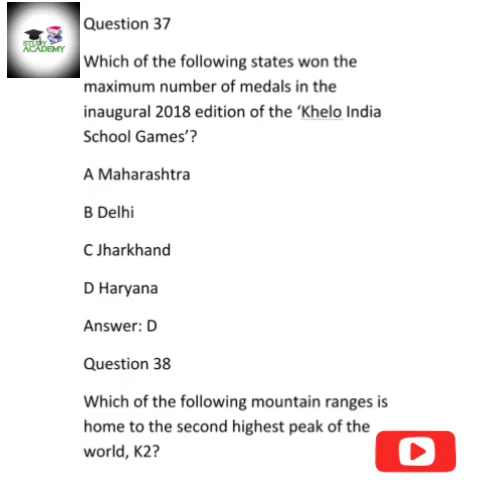 STUDY
ACADEMY
Question 37
Which of the following states won the
maximum number of medals in the
inaugural 2018 edition of the ‘Khelo India
School Games’?
A Maharashtra
B Delhi
C Jharkhand
D Haryana
Answer: D
Question 38
Which of the following mountain ranges is
home to the second highest peak of the
world, K2?